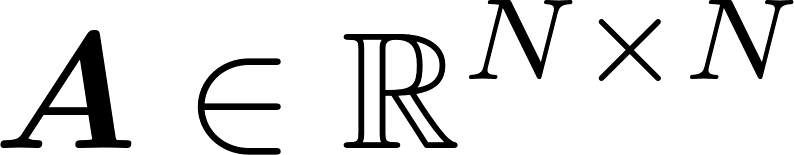 𝑨 ∈ ℝ^{N×N}